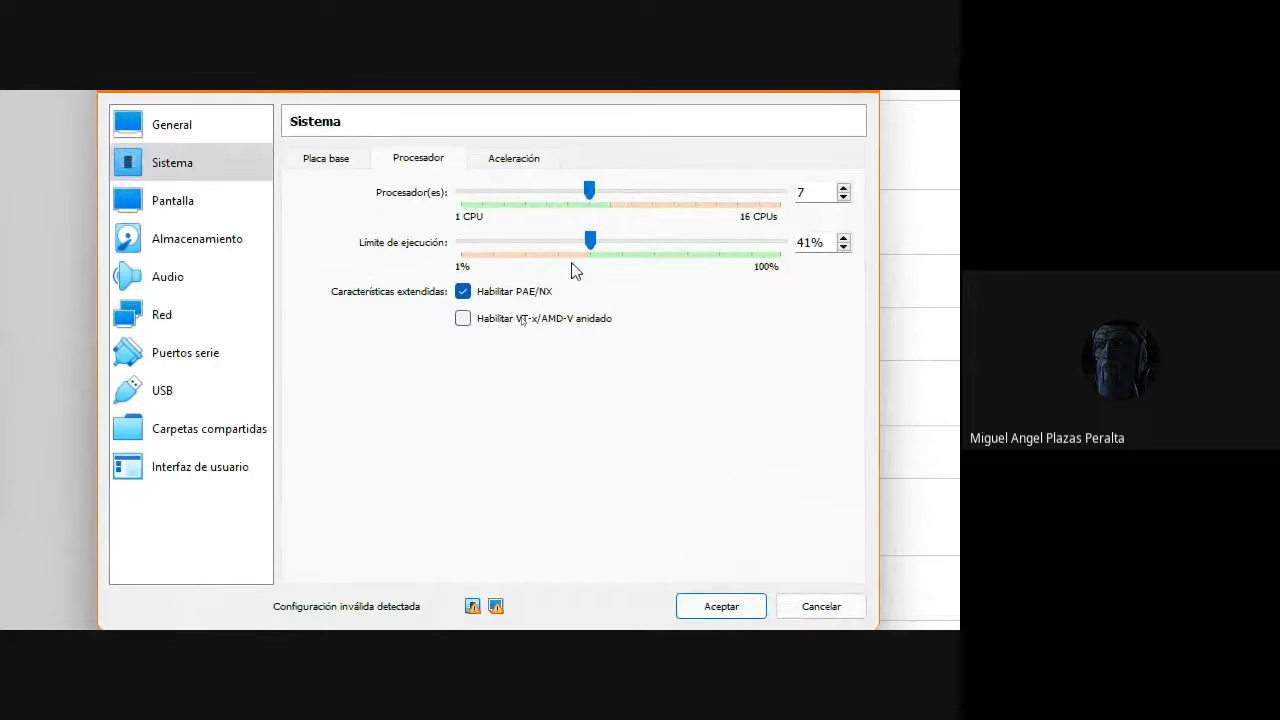 General
Sistema
Pantalla
Almacenamiento
Audio
Red
Puertos serie
USB
Carpetas compartidas
Interfaz de usuario
Sistema
Placa base
Procesador
Aceleración
Procesador(es):
7
1 CPU
16 CPUs
Límite de ejecución:
41%
1%
100%
Características extendidas:
Habilitar PAE/NX
Habilitar VT-x/AMD-V anidado
Configuración inválida detectada
Aceptar
Cancelar
Miguel Angel Plazas Peralta